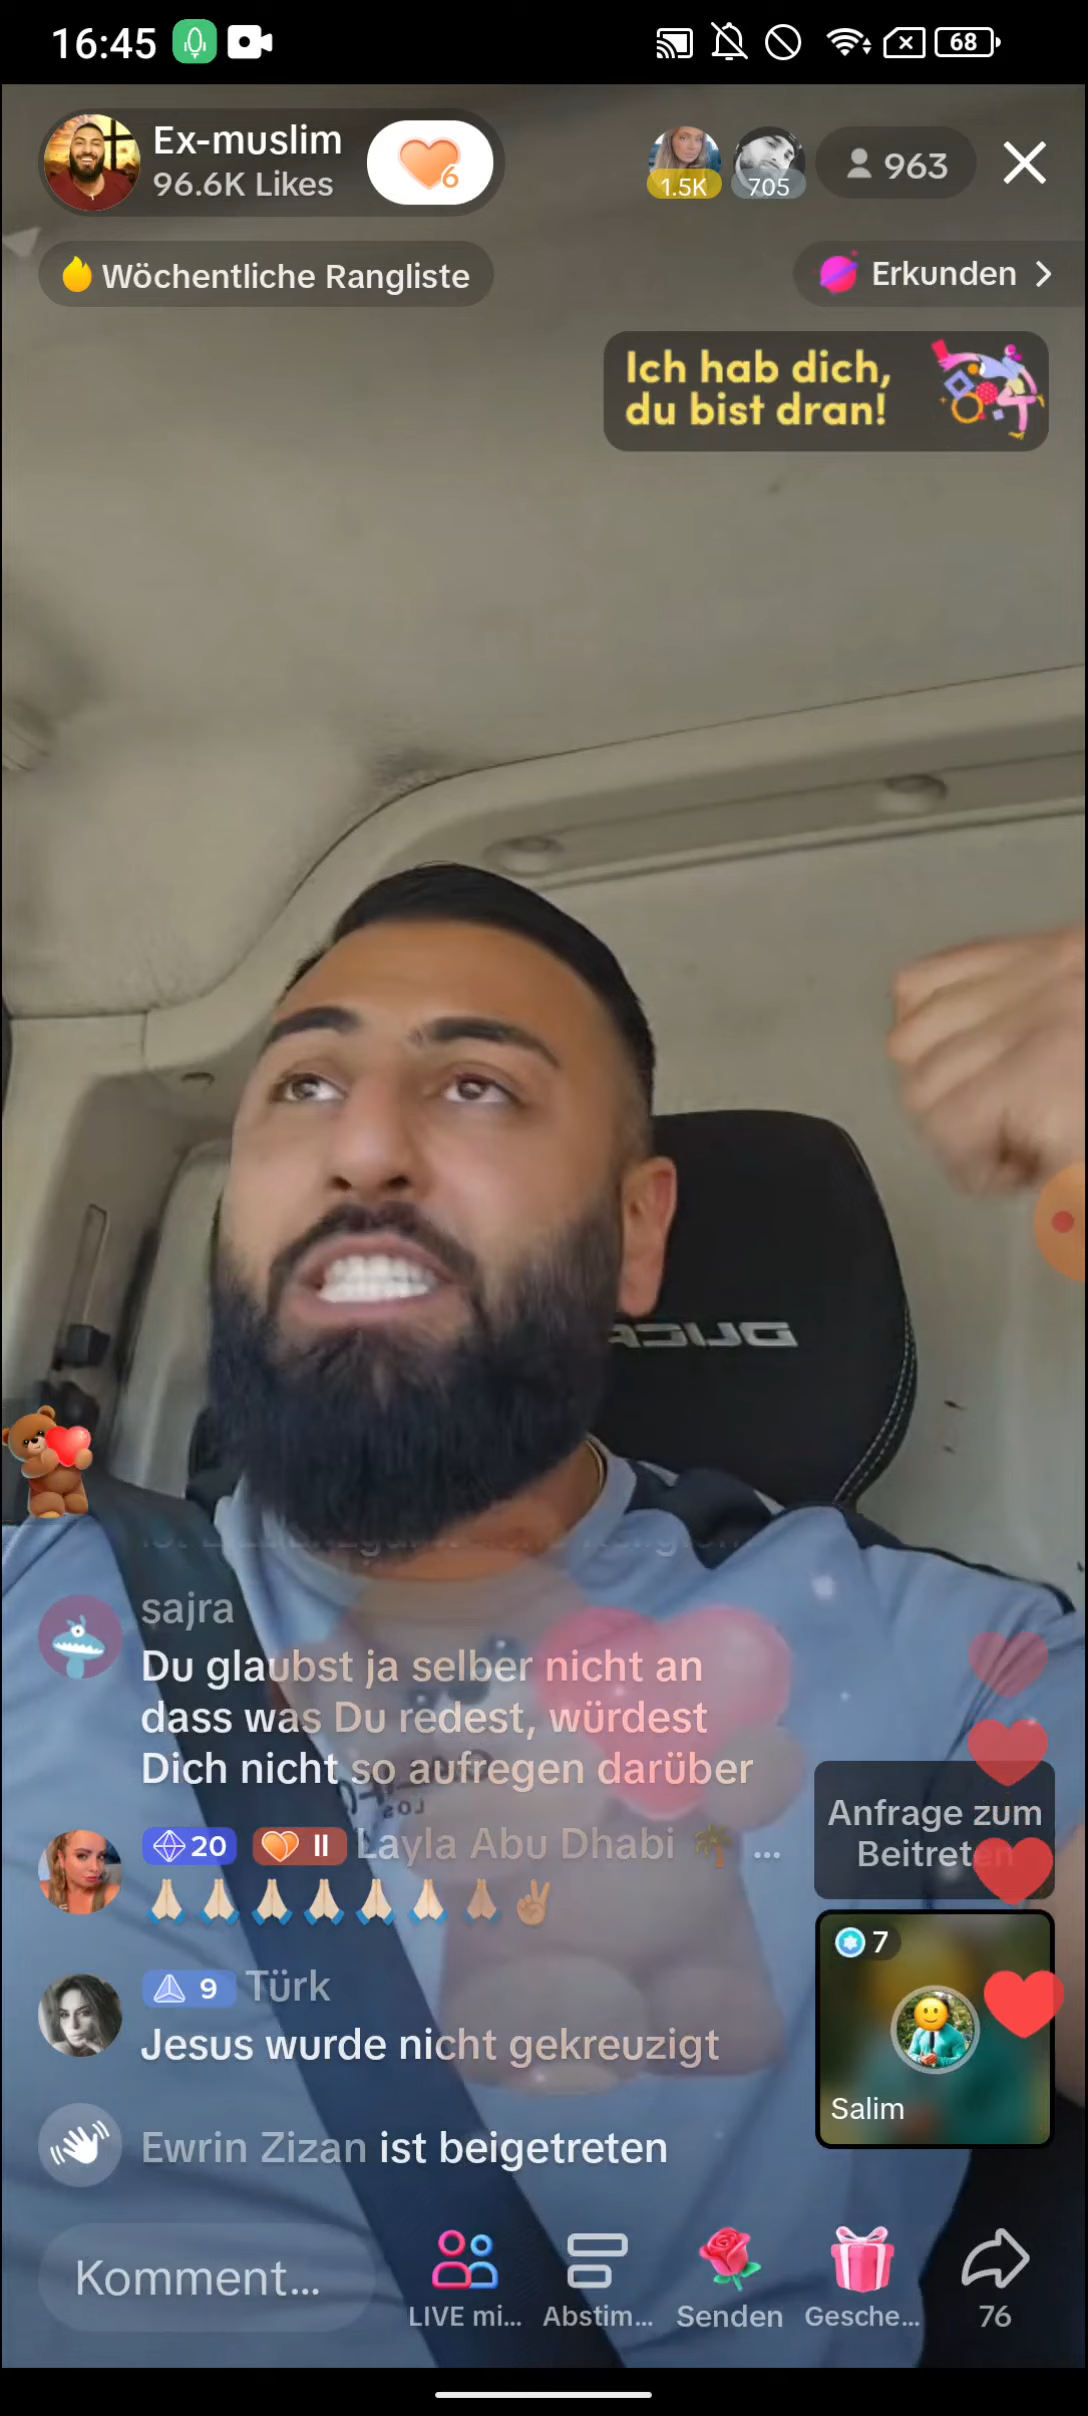 16:45
68
Ex-muslim
96.6K Likes
6
1.5K
705
963
Wöchentliche Rangliste
Erkunden
Ich hab dich,
du bist dran!
sajra
Du glaubst ja selber nicht an
dass was Du redest, würdest
Dich nicht so aufregen darüber
20 II Layla Abu Dhabi 🌴 ...
🙏🏻🙏🏻🙏🏻🙏🏻🙏🏻🙏🏻🙏🏽✌🏽
9 Türk
Jesus wurde nicht gekreuzigt
Ewrin Zizan ist beigetreten
Anfrage zum
7
Salim
Komment...
LIVE mi...
Abstim...
Senden
Gesche...
76